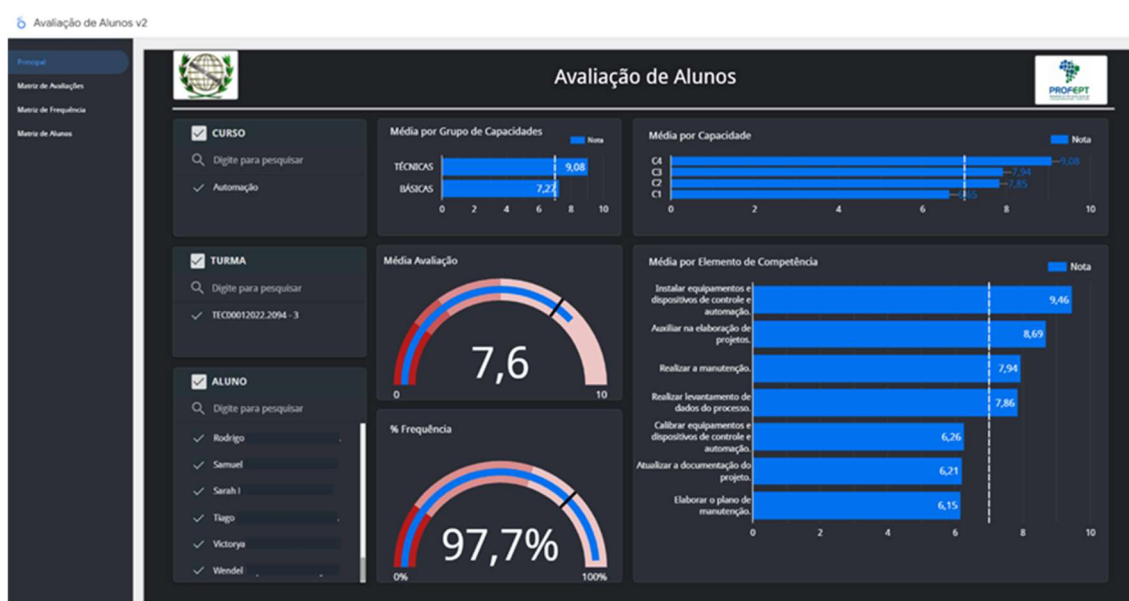 Avaliação de Alunos v2
Principal
Matriz de Avaliações
Matriz de Frequência
Matriz de Alunos
Avaliação de Alunos
PROFEPT
CURSO
Digite para pesquisar
Automação
TURMA
Digite para pesquisar
TEC00012022.2094 - 3
ALUNO
Digite para pesquisar
Rodrigo
Samuel
Sarah
Tiago
Victorya
Wendel
Média por Grupo de Capacidades
Nota
TÉCNICAS 9,08
BÁSICAS 7,27
0 2 4 6 8 10
Média por Capacidade
Nota
C4 9,08
C3 7,94
C2 7,85
C1
0 2 4 6 8 10
Média Avaliação
7,6
0 10
% Frequência
97,7%
0% 100%
Média por Elemento de Competência
Nota
Instalar equipamentos e
dispositivos de controle e
automação.
9,46
Auxiliar na elaboração de
projetos.
8,69
Realizar a manutenção.
7,94
Realizar levantamento de
dados do processo.
7,86
Calibrar equipamentos e
dispositivos de controle e
automação.
6,26
Atualizar a documentação do
projeto.
6,21
Elaborar o plano de
manutenção.
6,15
0 2 4 6 8 10